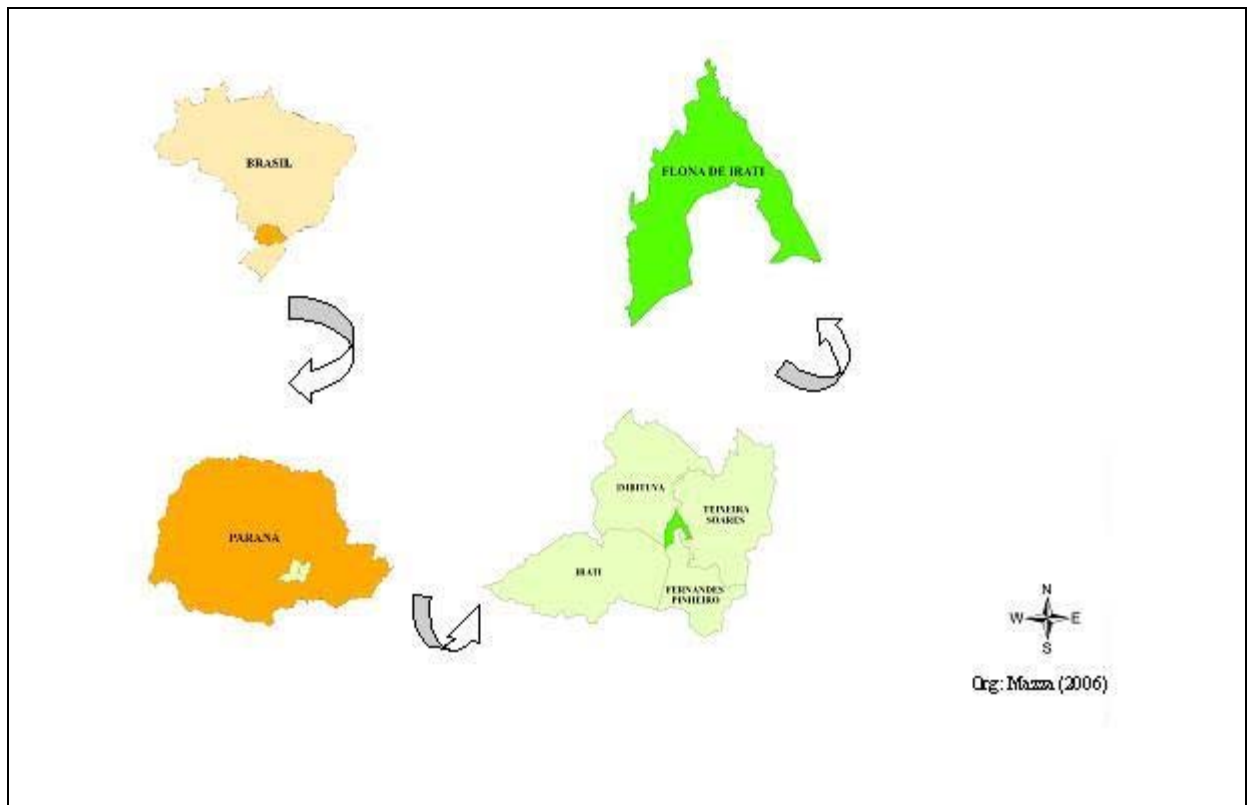 BRASIL
FLONA DE IRATI
PARANÁ
IMBITUVA
TEIXEIRA
SOARES
IRATI
FERNANDES
PINHEIRO
N
W
E
S
Org: Mazza (2006)